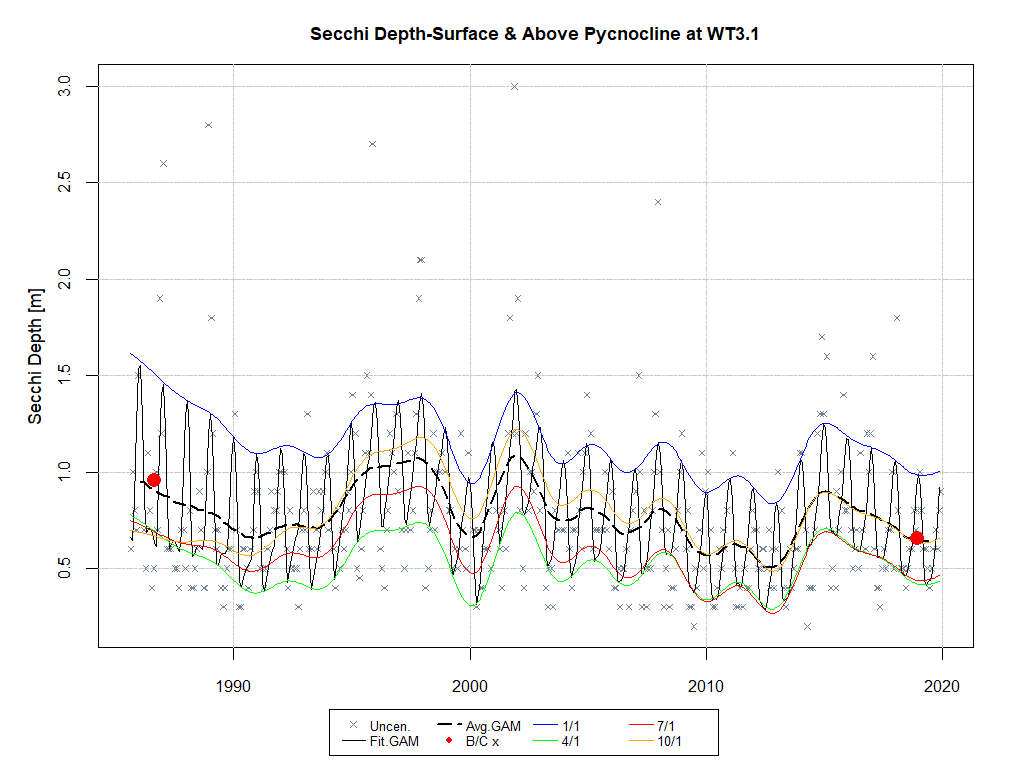 Secchi Depth-Surface & Above Pycnocline at WT3.1
Secchi Depth [m]
3.0
2.5
2.0
1.5
1.0
0.5
1990 2000 2010 2020
Uncen. Avg.GAM 1/1 7/1
Fit.GAM B/C x 4/1 10/1